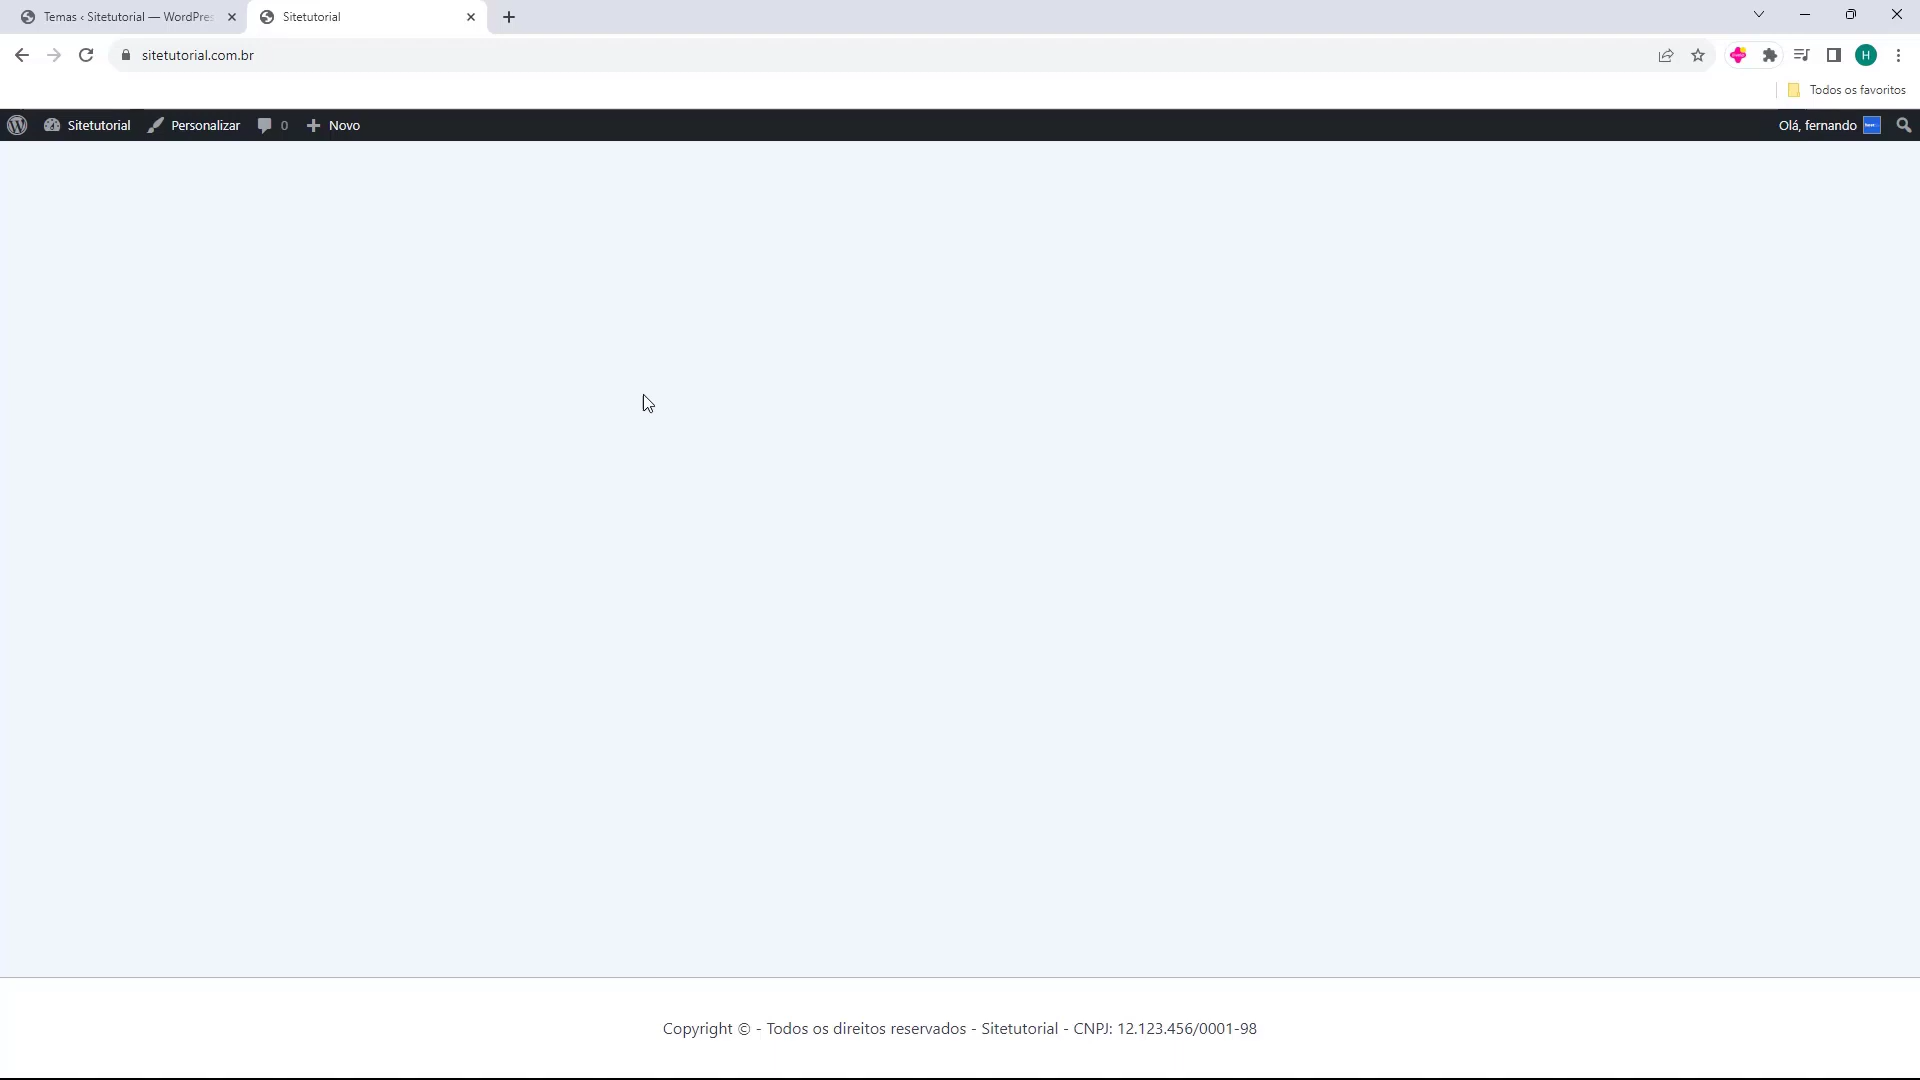 Temas ‹ Sitetutorial — WordPres
Sitetutorial
sitetutorial.com.br
H
Todos os favoritos
Sitetutorial
Personalizar
0
Novo
Olá, fernando
Copyright © - Todos os direitos reservados - Sitetutorial - CNPJ: 12.123.456/0001-98